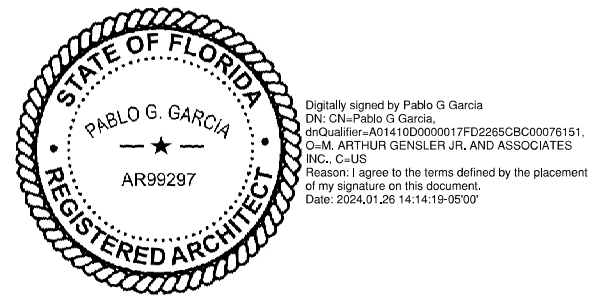 STATE OF FLORIDA
PABLO G. GARCIA
AR99297
REGISTERED ARCHITECT
Digitally signed by Pablo G Garcia
DN: CN=Pablo G Garcia,
dnQualifier=A01410D0000017FD2265CBC00076151,
O=M. ARTHUR GENSLER JR. AND ASSOCIATES
INC., C=US
Reason: I agree to the terms defined by the placement
of my signature on this document.
Date: 2024.01.26 14:14:19-05'00'